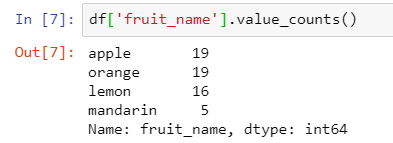 In [7]: df['fruit_name'].value_counts()
Out[7]: apple 19
orange 19
lemon 16
mandarin 5
Name: fruit_name, dtype: int64